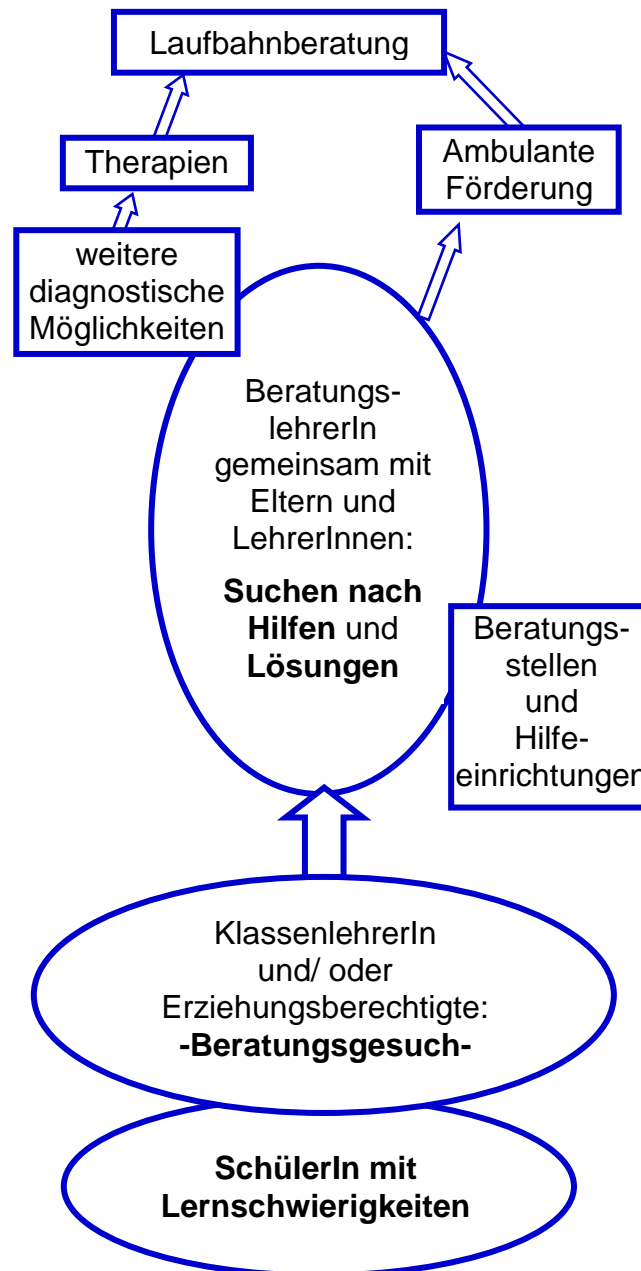 Laufbahnberatung
Therapien
Ambulante
Förderung
weitere
diagnostische
Möglichkeiten
Beratungs-
lehrerIn
gemeinsam mit
Eltern und
LehrerInnen:
Suchen nach
Hilfen und
Lösungen
Beratungs-
stellen
und
Hilfe-
einrichtungen
KlassenlehrerIn
und/ oder
Erziehungsberechtigte:
-Beratungsgesuch-
SchülerIn mit
Lernschwierigkeiten